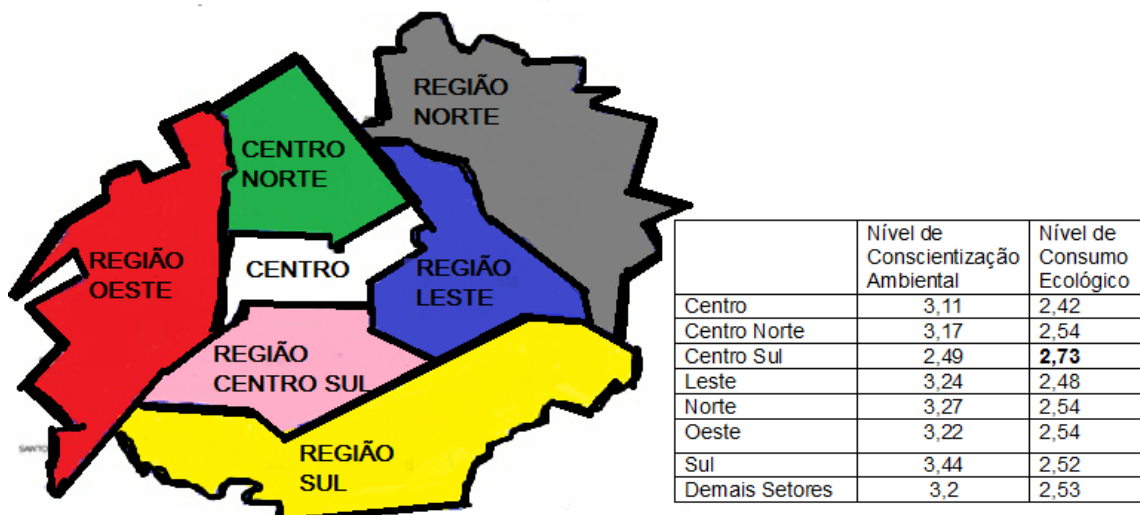 REGIÃO
NORTE
CENTRO
NORTE
REGIÃO
OESTE
CENTRO
REGIÃO
LESTE
REGIÃO
CENTRO SUL
REGIÃO
SUL
Nível de Conscientização Ambiental
Nível de Consumo Ecológico
Centro 3,11 2,42
Centro Norte 3,17 2,54
Centro Sul 2,49 2,73
Leste 3,24 2,48
Norte 3,27 2,54
Oeste 3,22 2,54
Sul 3,44 2,52
Demais Setores 3,2 2,53